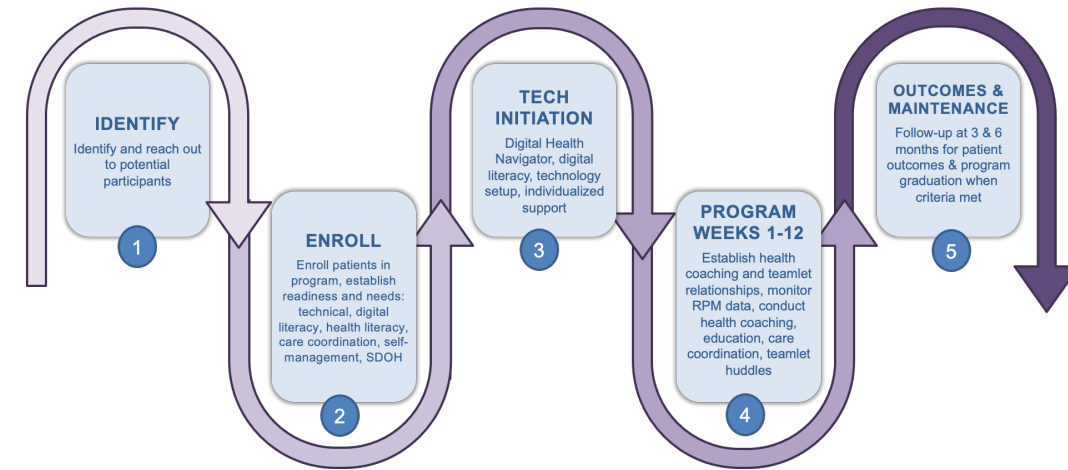 IDENTIFY
Identify and reach out
to potential
participants
1
ENROLL
Enroll patients in
program, establish
readiness and needs:
technical, digital
literacy, health literacy,
care coordination, self-
management, SDOH
2
TECH
INITIATION
Digital Health
Navigator, digital
literacy, technology
setup, individualized
support
3
PROGRAM
WEEKS 1-12
Establish health
coaching and teamlet
relationships, monitor
RPM data, conduct
health coaching,
education, care
coordination, teamlet
huddles
4
OUTCOMES &
MAINTENANCE
Follow-up at 3 & 6
months for patient
outcomes & program
graduation when
criteria met
5